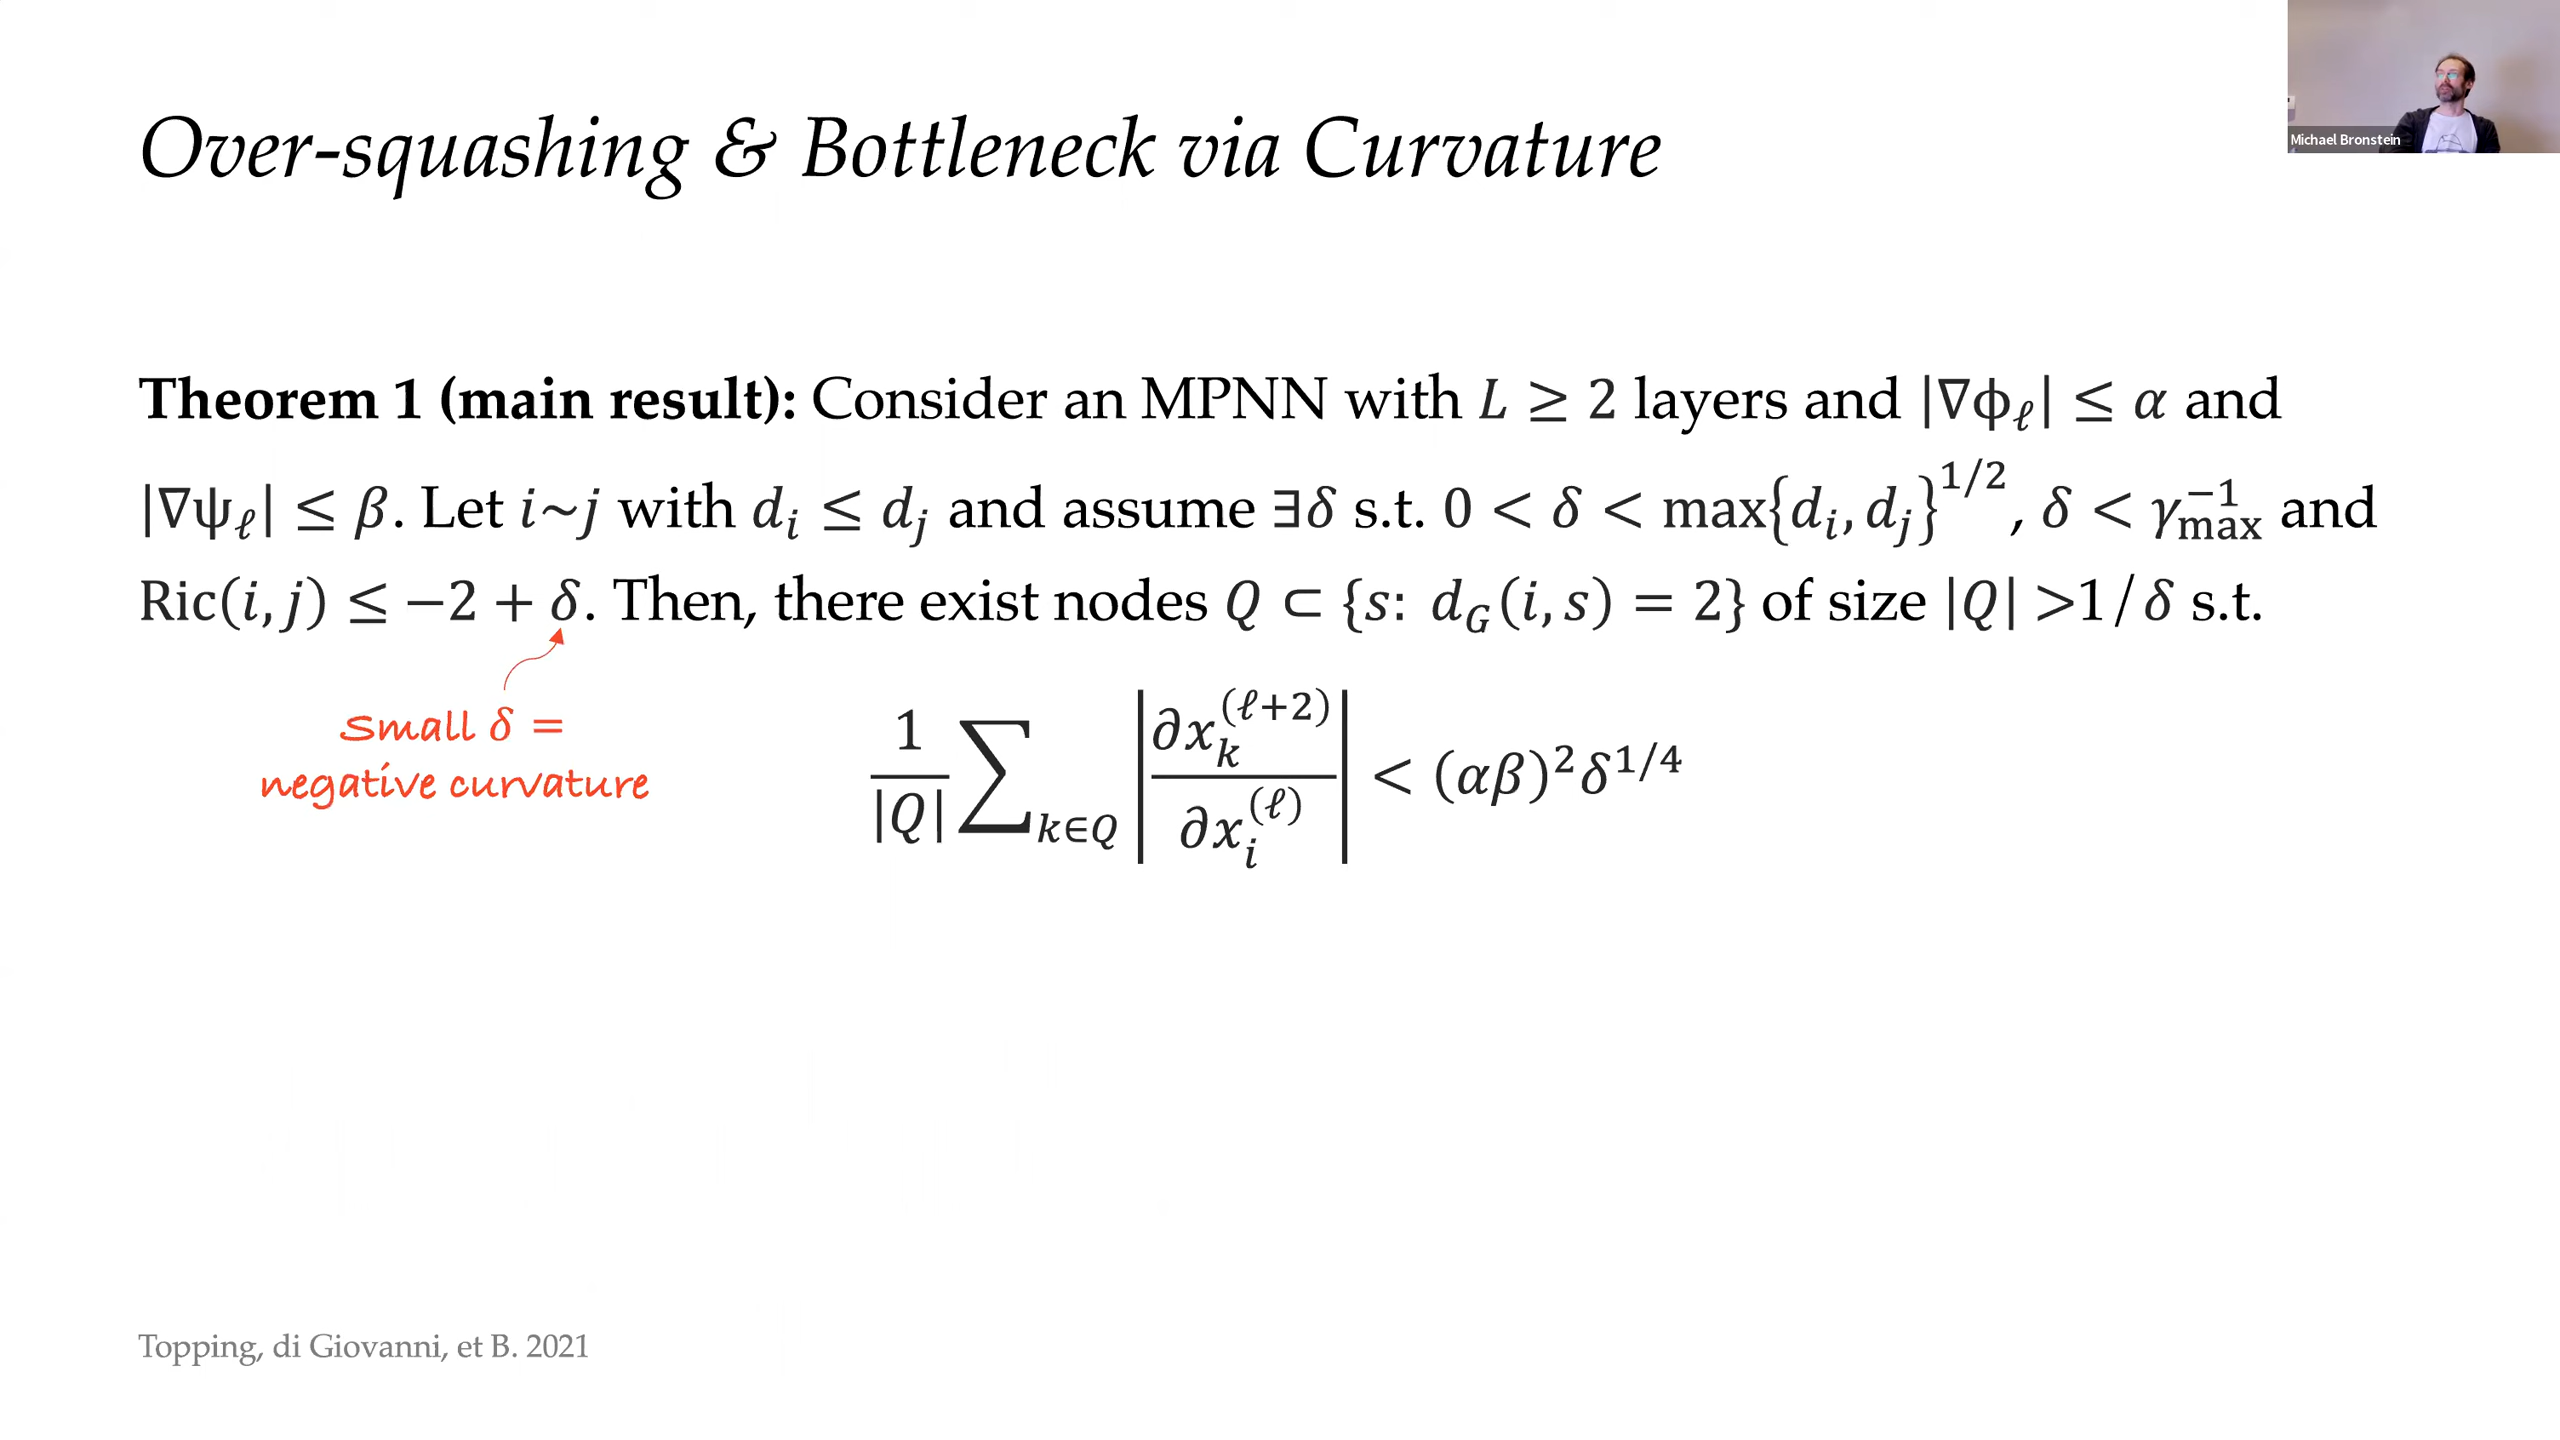 Michael Bronstein
Over-squashing & Bottleneck via Curvature
Theorem 1 (main result): Consider an MPNN with L ≥ 2 layers and |∇ϕ_ℓ| ≤ α and
|∇ψ_ℓ| ≤ β. Let i~j with d_i ≤ d_j and assume ∃δ s.t. 0 < δ < max{d_i, d_j}^{1/2}, δ < γ_max^{−1} and
Ric(i, j) ≤ −2 + δ. Then, there exist nodes Q ⊂ {s: d_G(i, s) = 2} of size |Q| >1/δ s.t.
Small δ =
negative curvature
1/|Q| ∑_{k∈Q} |∂x_k^{(ℓ+2)} / ∂x_i^{(ℓ)}| < (αβ)^2 δ^{1/4}
Topping, di Giovanni, et B. 2021